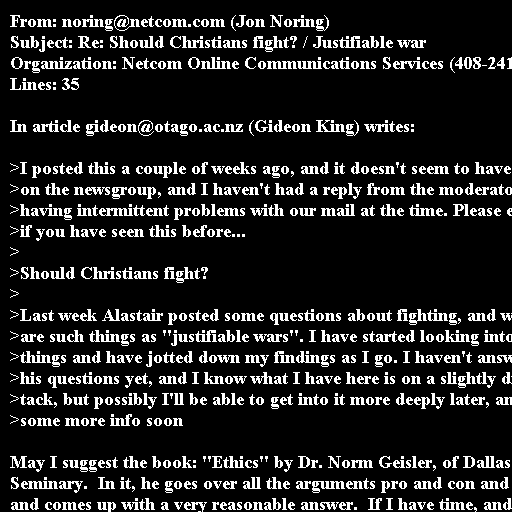 From: noring@netcom.com (Jon Noring)
Subject: Re: Should Christians fight? / Justifiable war
Organization: Netcom Online Communications Services (408-241
Lines: 35
In article gideon@otago.ac.nz (Gideon King) writes:
>I posted this a couple of weeks ago, and it doesn't seem to have
>on the newsgroup, and I haven't had a reply from the moderato
>having intermittent problems with our mail at the time. Please e
>if you have seen this before...
>
>Should Christians fight?
>
>Last week Alastair posted some questions about fighting, and w
>are such things as "justifiable wars". I have started looking into
>things and have jotted down my findings as I go. I haven't answ
>his questions yet, and I know what I have here is on a slightly d
>tack, but possibly I'll be able to get into it more deeply later, an
>some more info soon
May I suggest the book: "Ethics" by Dr. Norm Geisler, of Dallas
Seminary.  In it, he goes over all the arguments pro and con and
and comes up with a very reasonable answer.  If I have time, and